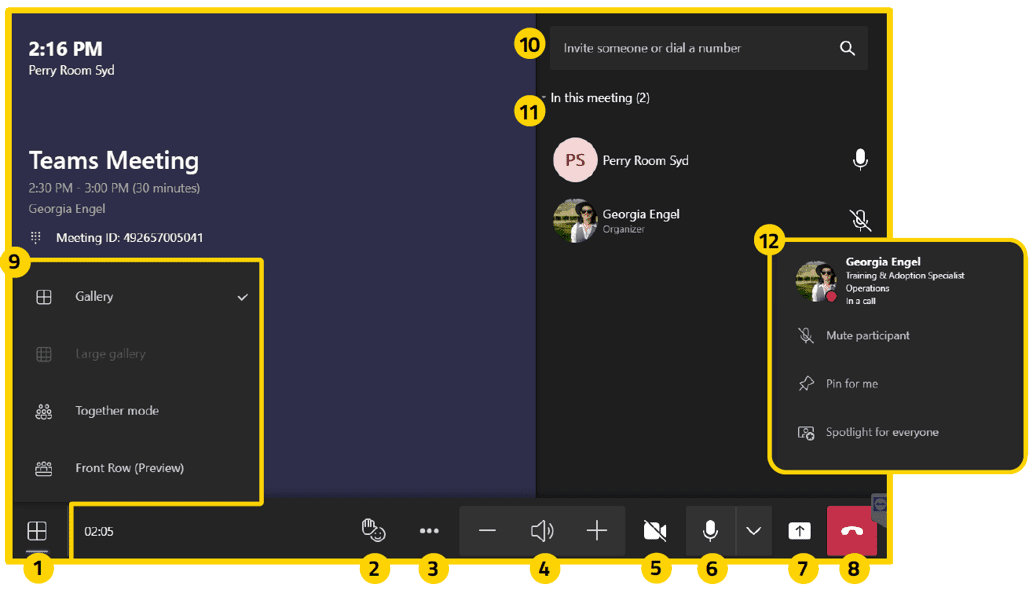 2:16 PM
Perry Room Syd
10
Invite someone or dial a number
11
In this meeting (2)
Teams Meeting
2:30 PM - 3:00 PM (30 minutes)
Georgia Engel
Meeting ID: 492657005041
PS
Perry Room Syd
Georgia Engel
Organizer
9
Gallery
Large gallery
Together mode
Front Row (Preview)
12
Georgia Engel
Training & Adoption Specialist
Operations
In a call
Mute participant
Pin for me
Spotlight for everyone
02:05
1
2
3
4
5
6
7
8